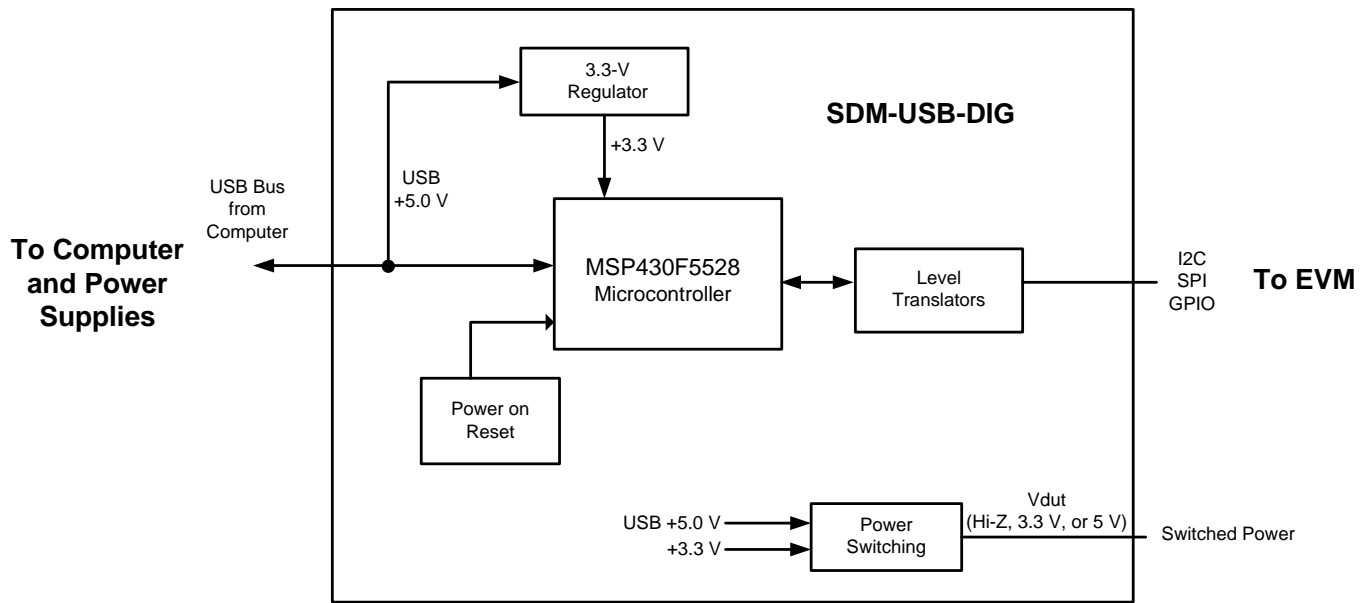 3.3-V
Regulator
SDM-USB-DIG
+3.3 V
USB
+5.0 V
USB Bus
from
Computer
To Computer
and Power
Supplies
MSP430F5528
Microcontroller
Level
Translators
I2C
SPI
GPIO
To EVM
Power on
Reset
USB +5.0 V
+3.3 V
Power
Switching
Vdut
(Hi-Z, 3.3 V, or 5 V)
Switched Power